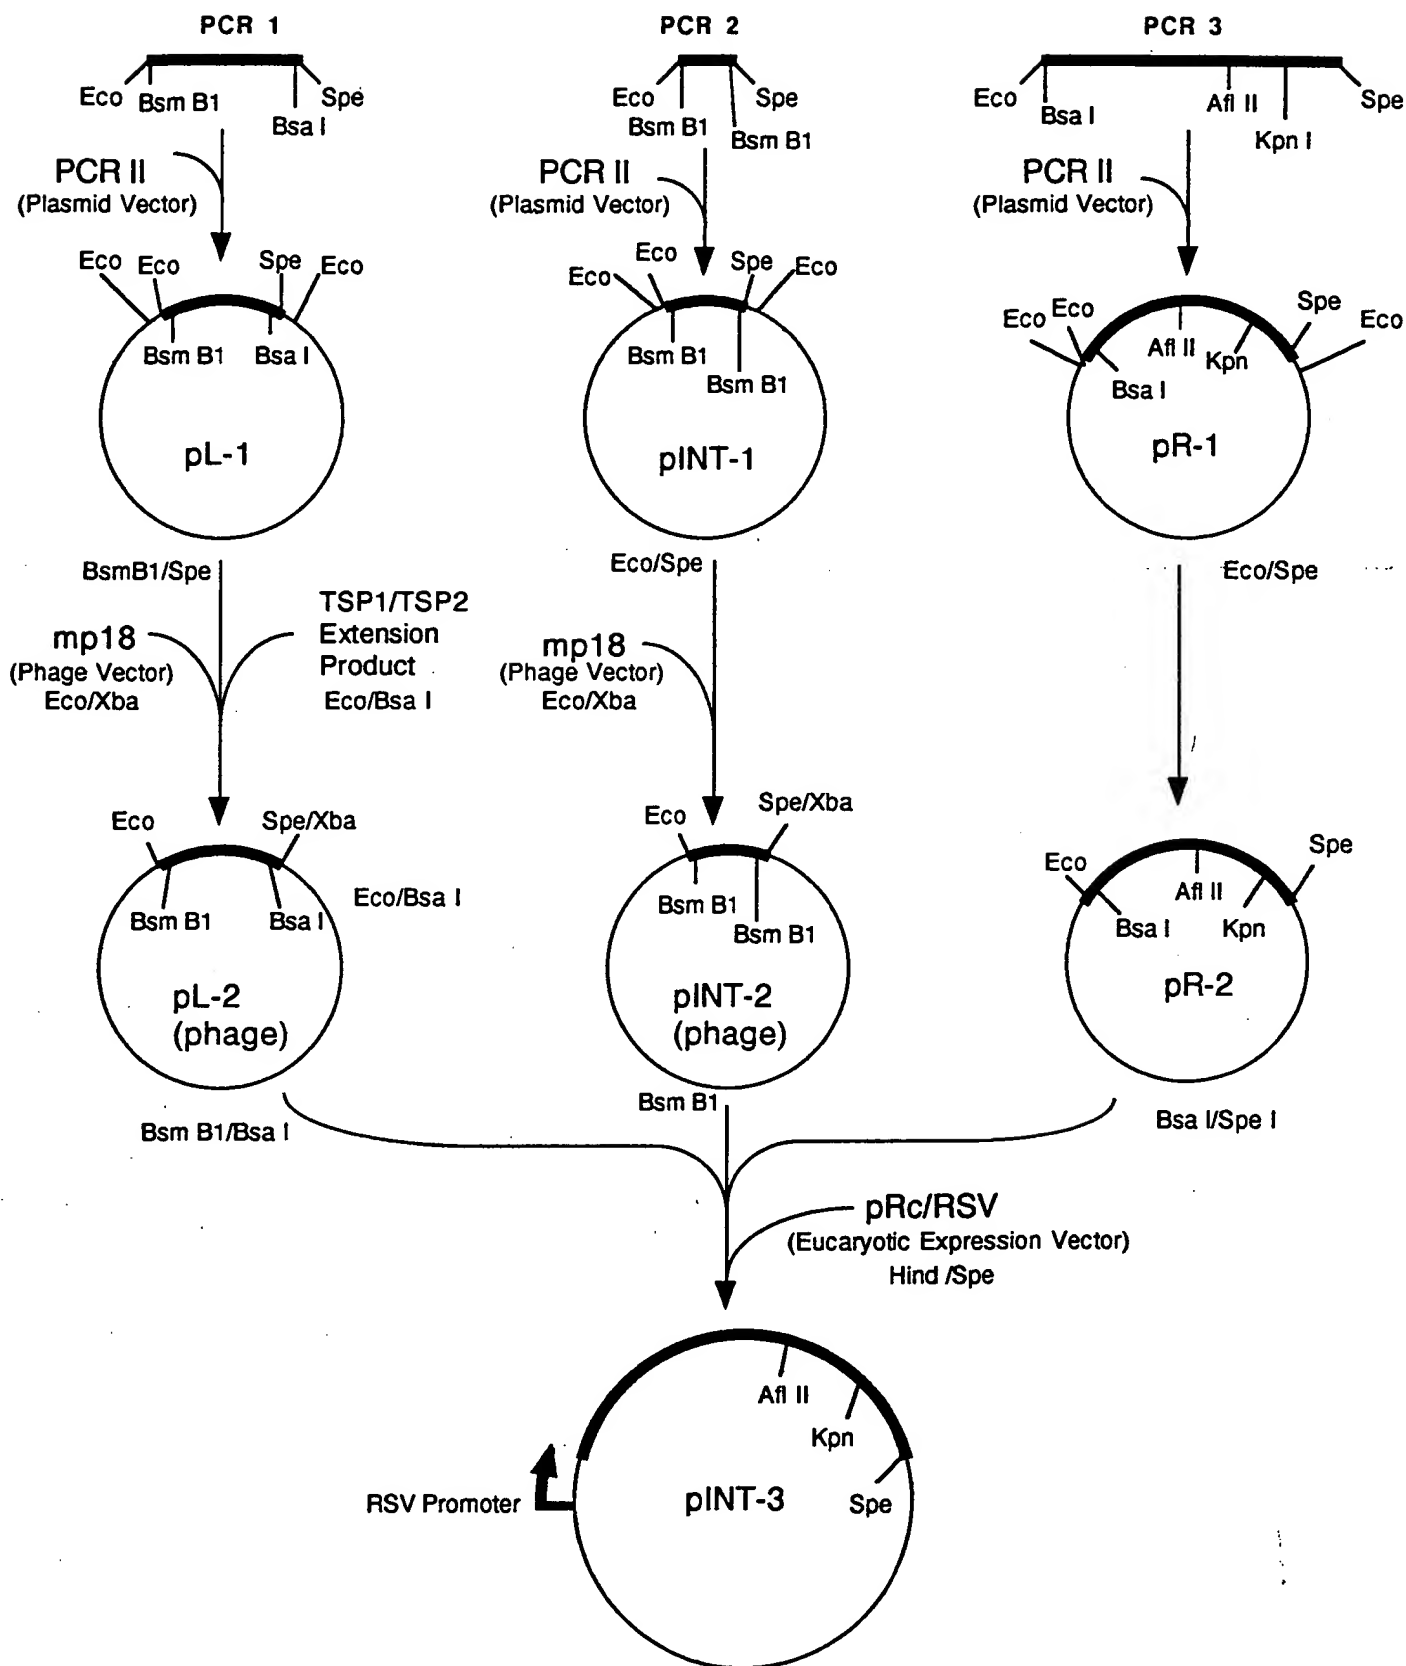 PCR 1
PCR 2
PCR 3
Eco
Bsm B1
Bsa I
Spe
Eco
Bsm B1
Bsm B1
Spe
Eco
Bsa I
Afl II
Kpn I
Spe
PCR II
(Plasmid Vector)
PCR II
(Plasmid Vector)
PCR II
(Plasmid Vector)
Eco
Eco
Spe
Eco
Bsm B1
Bsa I
pL-1
Eco
Eco
Spe
Eco
Bsm B1
Bsm B1
pINT-1
Eco
Eco
Spe
Eco
Bsa I
Afl II
Kpn
pR-1
BsmB1/Spe
mp18
(Phage Vector)
Eco/Xba
TSP1/TSP2
Extension
Product
Eco/Bsa I
Eco/Spe
mp18
(Phage Vector)
Eco/Xba
Eco/Spe
Eco
Spe/Xba
Bsm B1
Bsa I
Eco/Bsa I
pL-2
(phage)
Eco
Spe/Xba
Bsm B1
Bsm B1
pINT-2
(phage)
Eco
Spe
Bsa I
Afl II
Kpn
pR-2
Bsm B1/Bsa I
Bsm B1
Bsa I/Spe I
pRc/RSV
(Eucaryotic Expression Vector)
Hind /Spe
Afl II
Kpn
Spe
RSV Promoter
pINT-3